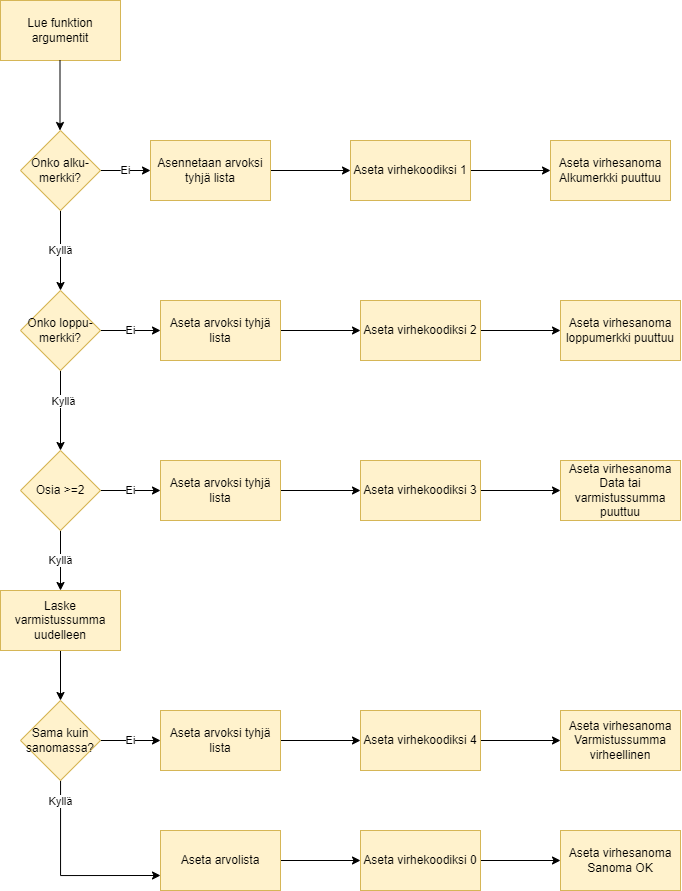 Lue funktion
argumentit
Onko alku-
merkki?
Ei
Asennetaan arvoksi
tyhjä lista
Aseta virhekoodiksi 1
Aseta virhesanoma
Alkumerkki puuttuu
Kyllä
Onko loppu-
merkki?
Ei
Aseta arvoksi tyhjä
lista
Aseta virhekoodiksi 2
Aseta virhesanoma
loppumerkki puuttuu
Kyllä
Osia >=2
Ei
Aseta arvoksi tyhjä
lista
Aseta virhekoodiksi 3
Aseta virhesanoma
Data tai
varmistussumma
puuttuu
Kyllä
Laske
varmistussumma
uudelleen
Sama kuin
sanomassa?
Ei
Aseta arvoksi tyhjä
lista
Aseta virhekoodiksi 4
Aseta virhesanoma
Varmistussumma
virheellinen
Kyllä
Aseta arvolista
Aseta virhekoodiksi 0
Aseta virhesanoma
Sanoma OK